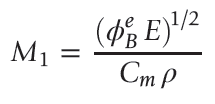 $M_1 = \frac{(\phi_B^e E)^{1/2}}{C_m \rho}$